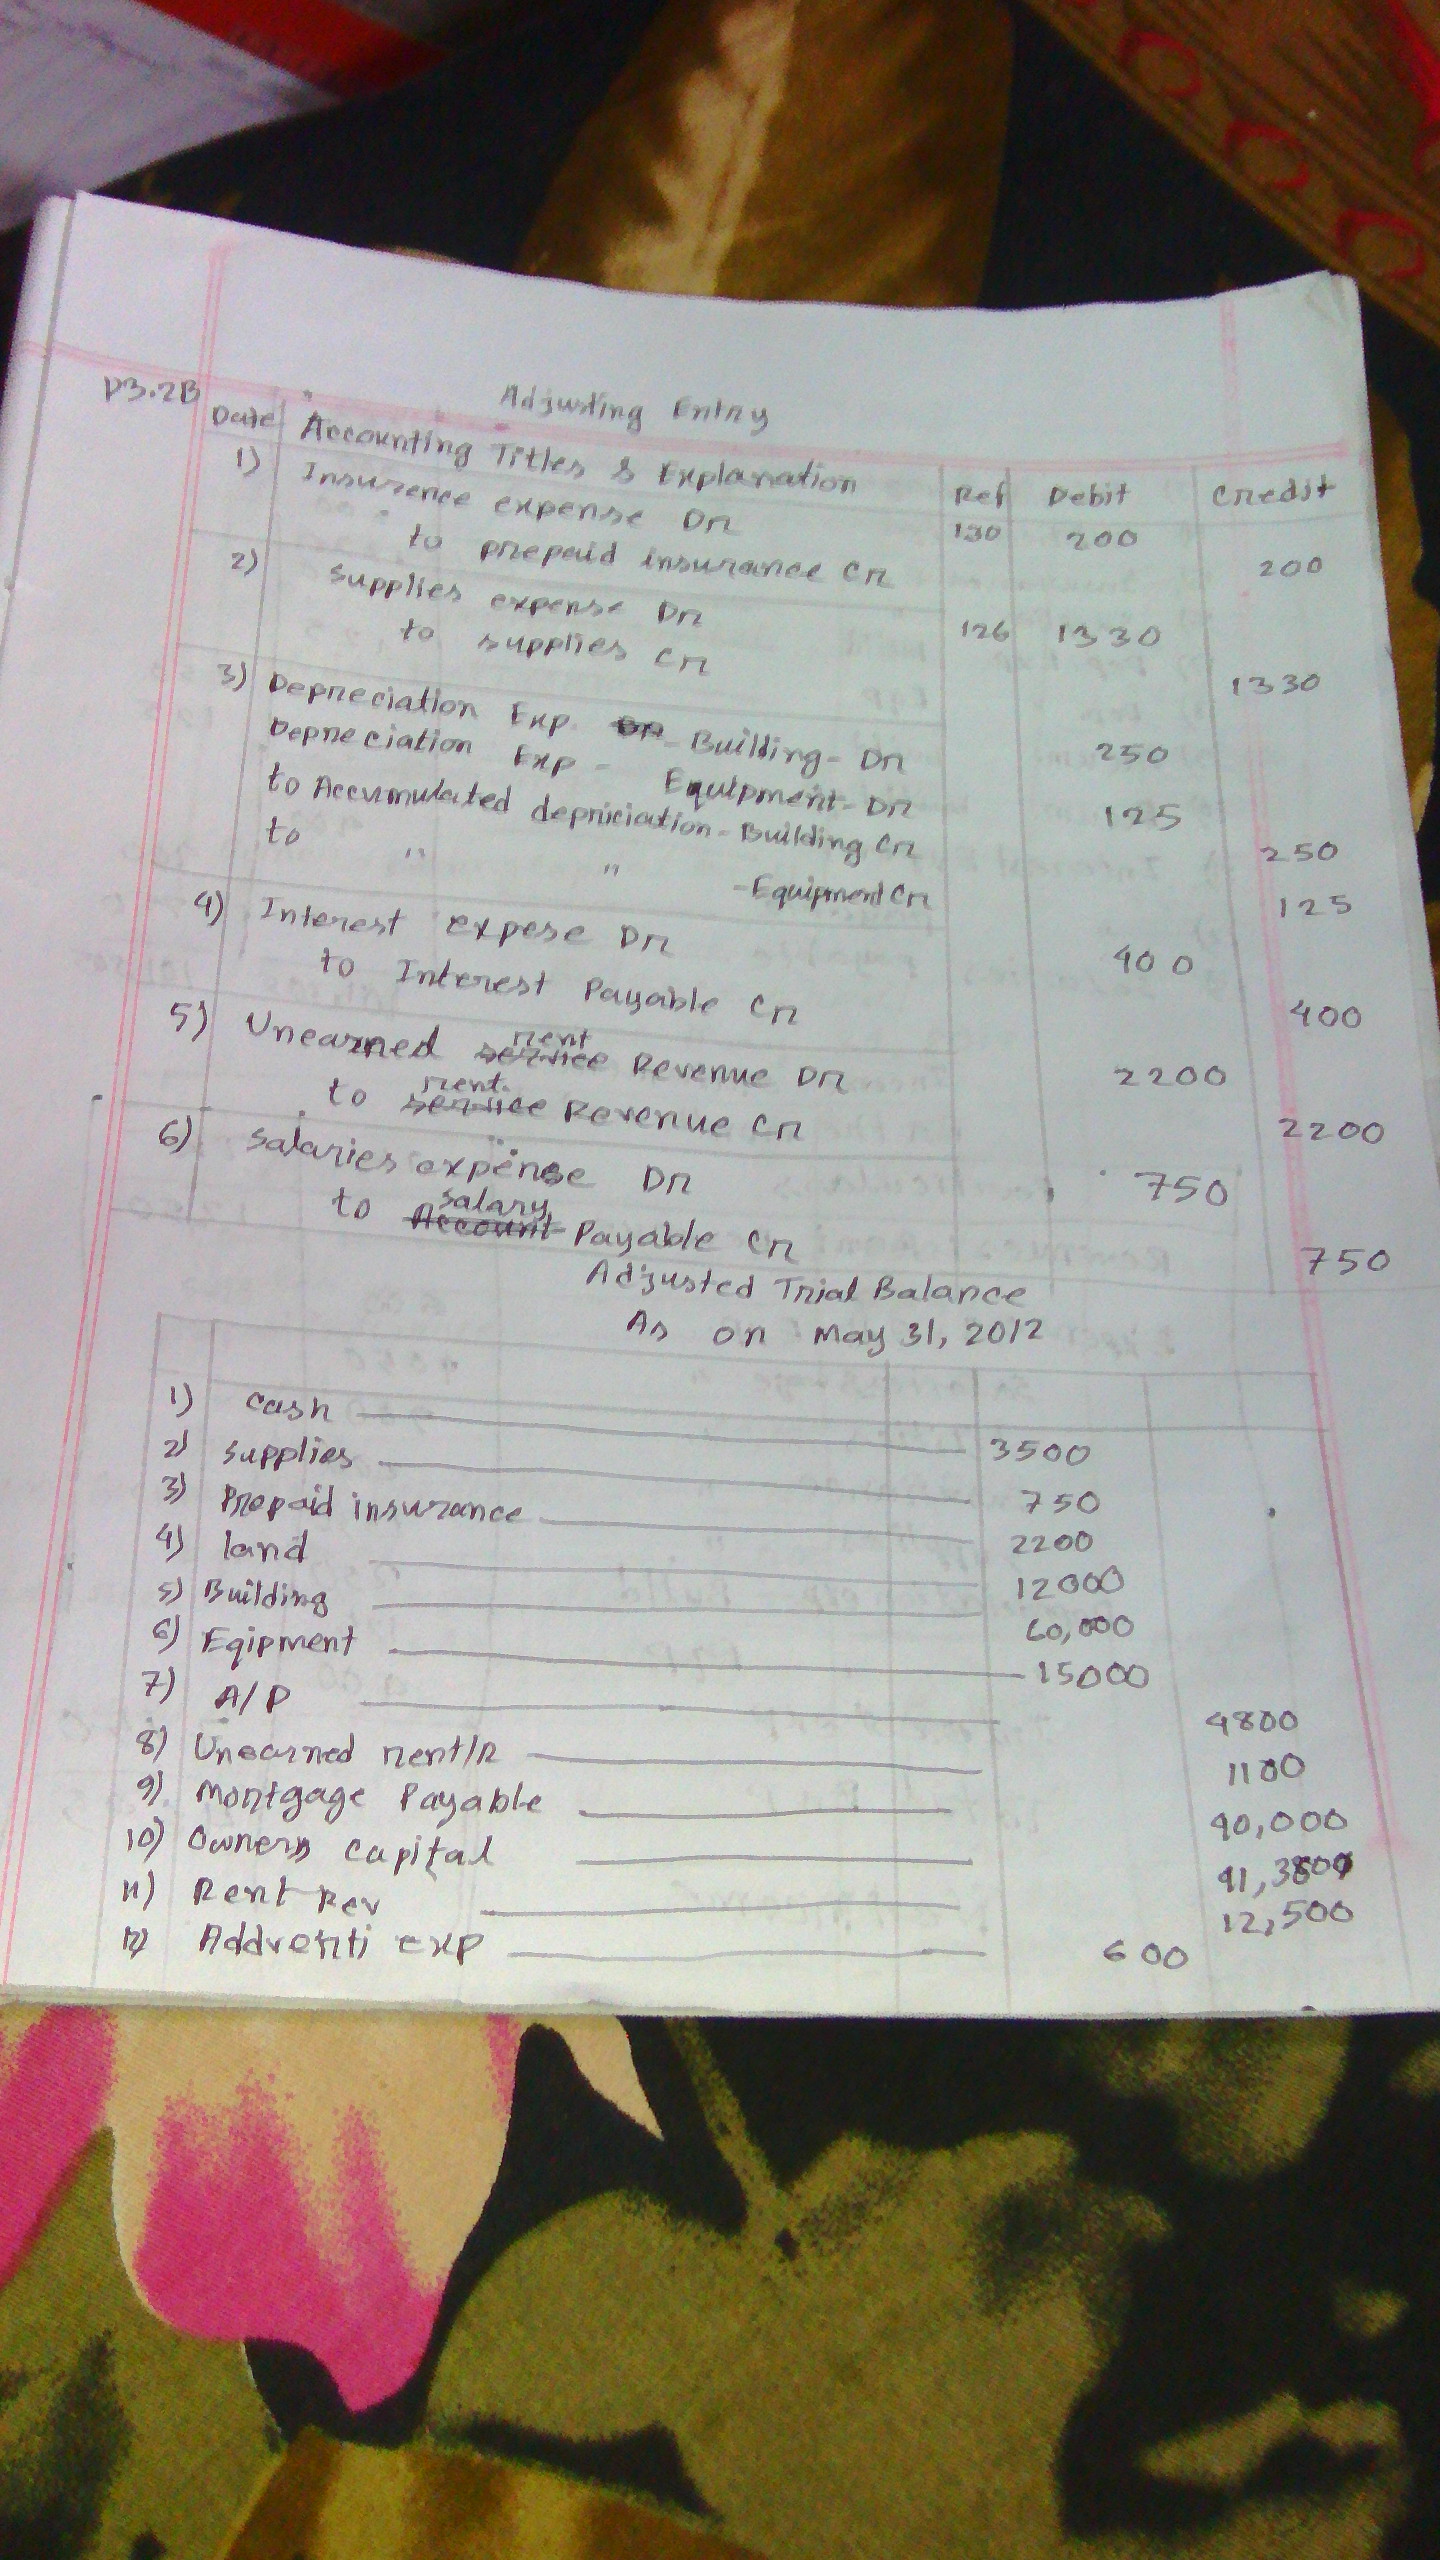 P3.2B Adjusting Entry
Date Accounting Titles & Explanation Ref Debit Credit
1) Insurence expense Dr 130 200
to prepaid insurance Cr 200
2) supplies expense Dr 126 1330
to supplies Cr 1330
3) Depreciation Exp. Dr - Building - Dr 250
Depreciation Exp - Equipment - Dr 125
to Accumulated depriciation - Building Cr 250
to " " - Equipment Cr 125
4) Interest expese Dr 400
to Interest Payable Cr 400
5) Unearned service rent Revenue Dr 2200
to service rent. Revenue Cr 2200
6) Salaries expense Dr 750
to Account salary Payable Cr 750
Adjusted Trial Balance
As on May 31, 2012
1) Cash 3500
2) Supplies 750
3) Prepaid insurance 2200
4) land 12000
5) Building 60,000
6) Eqipment 15000
7) A/P 4800
8) Unearned rent/R 1100
9) Mortgage Payable 40,000
10) Owners capital
11) Rent Rev 12,500
12) exp 600